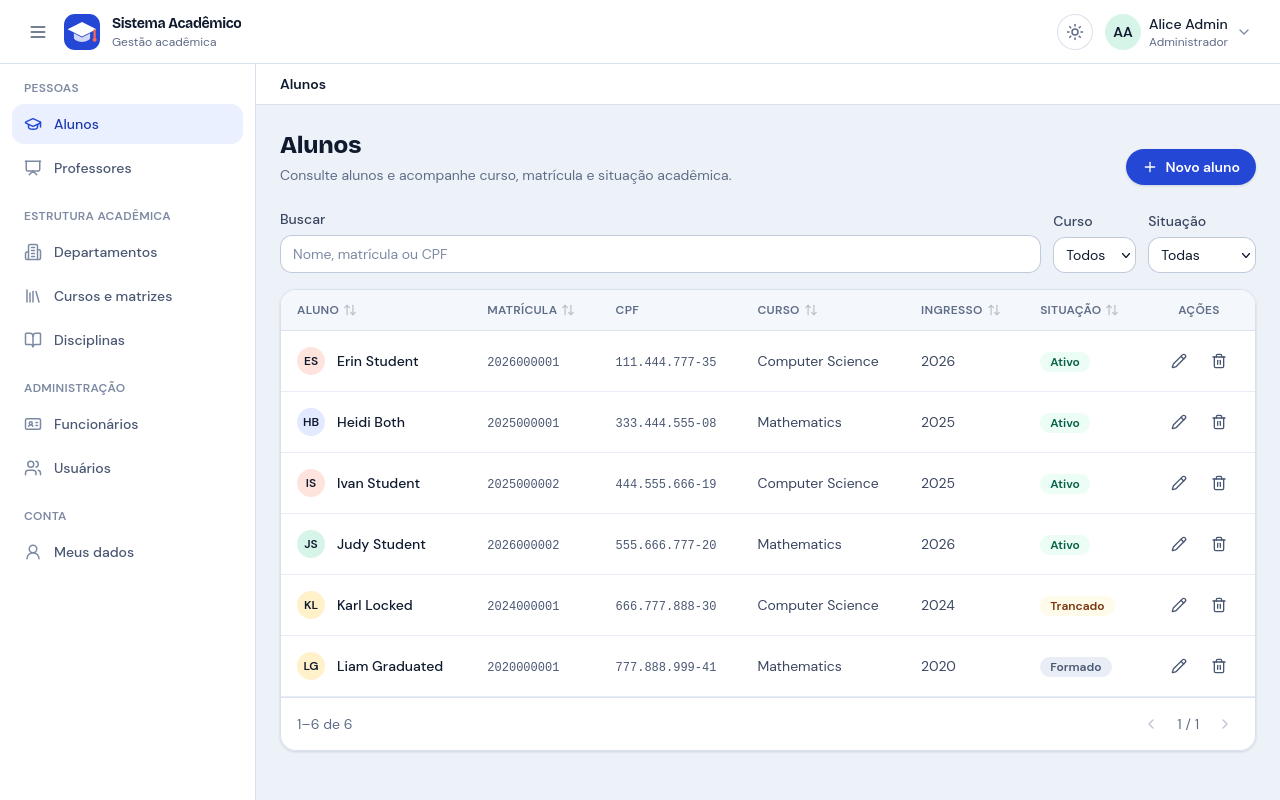 Sistema Acadêmico
Gestão acadêmica
AA
Alice Admin
Administrador
PESSOAS
Alunos
Professores
ESTRUTURA ACADÊMICA
Departamentos
Cursos e matrizes
Disciplinas
ADMINISTRAÇÃO
Funcionários
Usuários
CONTA
Meus dados
Alunos
Alunos
Consulte alunos e acompanhe curso, matrícula e situação acadêmica.
Novo aluno
Buscar
Nome, matrícula ou CPF
Curso
Todos
Situação
Todas
ALUNO MATRÍCULA CPF CURSO INGRESSO SITUAÇÃO AÇÕES
ES Erin Student 2026000001 111.444.777-35 Computer Science 2026 Ativo
HB Heidi Both 2025000001 333.444.555-08 Mathematics 2025 Ativo
IS Ivan Student 2025000002 444.555.666-19 Computer Science 2025 Ativo
JS Judy Student 2026000002 555.666.777-20 Mathematics 2026 Ativo
KL Karl Locked 2024000001 666.777.888-30 Computer Science 2024 Trancado
LG Liam Graduated 2020000001 777.888.999-41 Mathematics 2020 Formado
1–6 de 6
1 / 1